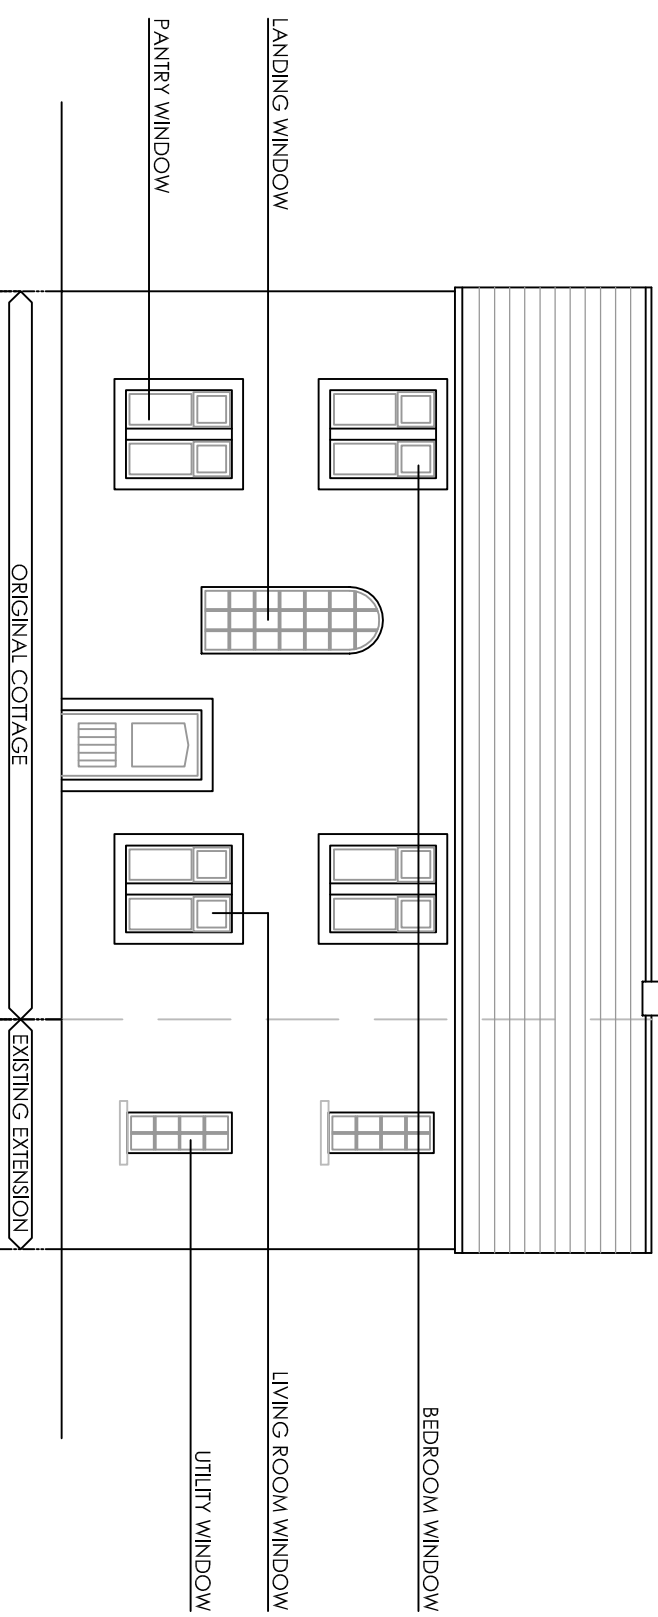 BEDROOM WINDOW
LANDING WINDOW
LIVING ROOM WINDOW
UTILITY WINDOW
PANTRY WINDOW
ORIGINAL COTTAGE
EXISTING EXTENSION